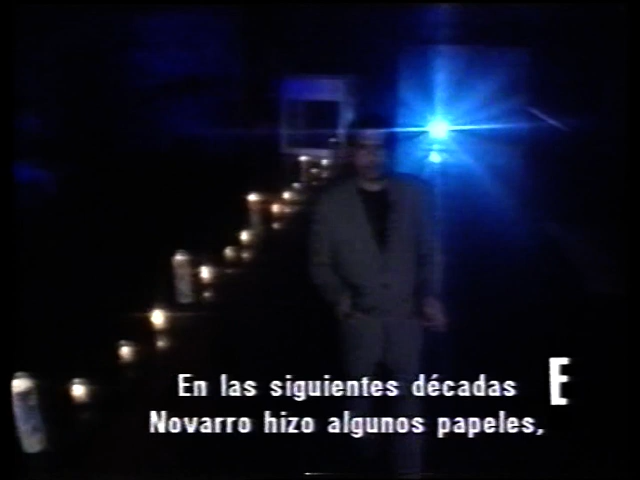 En las siguientes décadas
E
Novarro hizo algunos papeles,